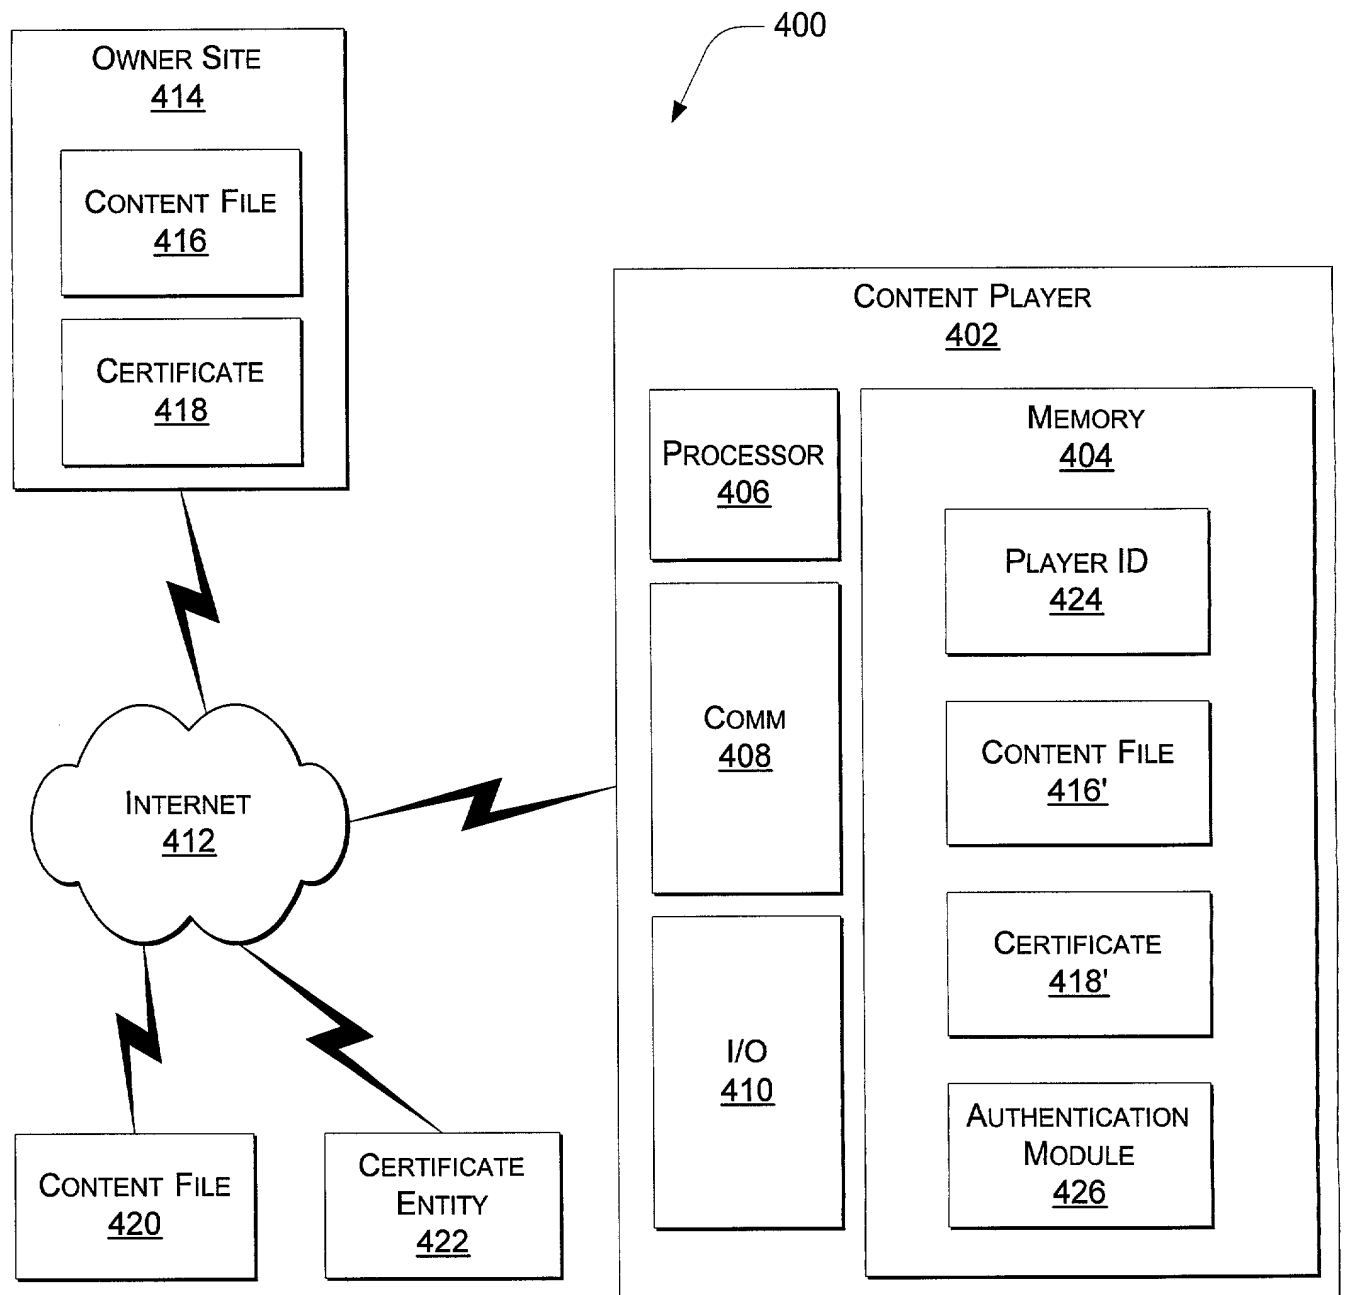 400
OWNER SITE
414
CONTENT FILE
416
CERTIFICATE
418
CONTENT PLAYER
402
PROCESSOR
406
COMM
408
I/O
410
MEMORY
404
PLAYER ID
424
CONTENT FILE
416'
CERTIFICATE
418'
AUTHENTICATION
MODULE
426
INTERNET
412
CONTENT FILE
420
CERTIFICATE
ENTITY
422